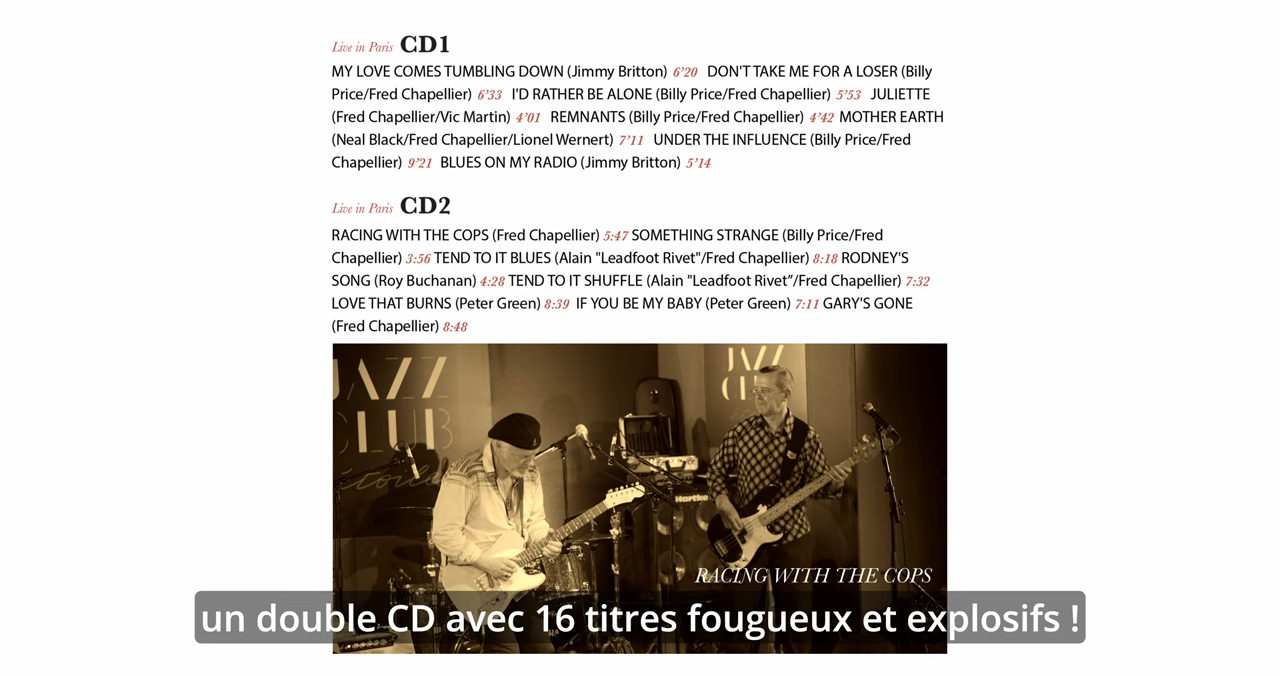 Live in Paris CD1
MY LOVE COMES TUMBLING DOWN (Jimmy Britton) 6’20 DON'T TAKE ME FOR A LOSER (Billy
Price/Fred Chapellier) 6’33 I'D RATHER BE ALONE (Billy Price/Fred Chapellier) 5’53 JULIETTE
(Fred Chapellier/Vic Martin) 4’01 REMNANTS (Billy Price/Fred Chapellier) 4’42 MOTHER EARTH
(Neal Black/Fred Chapellier/Lionel Wernert) 7’11 UNDER THE INFLUENCE (Billy Price/Fred
Chapellier) 9’21 BLUES ON MY RADIO (Jimmy Britton) 5’14
Live in Paris CD2
RACING WITH THE COPS (Fred Chapellier) 5:47 SOMETHING STRANGE (Billy Price/Fred
Chapellier) 3:56 TEND TO IT BLUES (Alain "Leadfoot Rivet"/Fred Chapellier) 8:18 RODNEY'S
SONG (Roy Buchanan) 4:28 TEND TO IT SHUFFLE (Alain "Leadfoot Rivet”/Fred Chapellier) 7:32
LOVE THAT BURNS (Peter Green) 8:39 IF YOU BE MY BABY (Peter Green) 7:11 GARY'S GONE
(Fred Chapellier) 8:48
JAZZ
CLUB
JAZZ
CLUB
Hartke
RACING WITH THE COPS
un double CD avec 16 titres fougueux et explosifs !